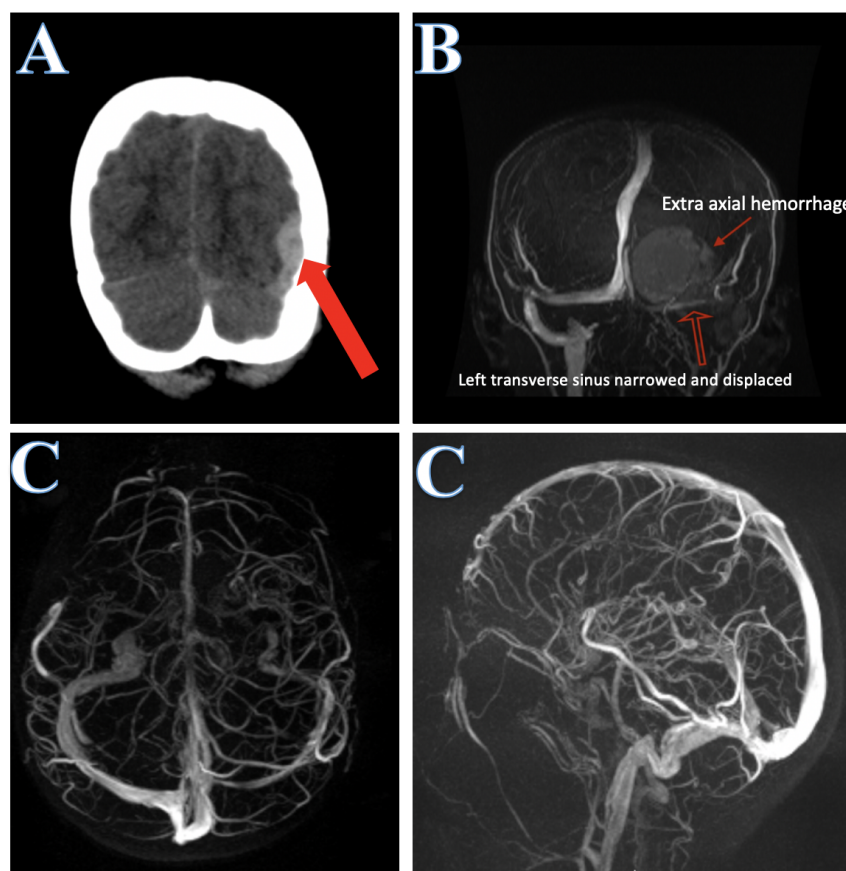 A
B
Extra axial hemorrhage
Left transverse sinus narrowed and displaced
C
C